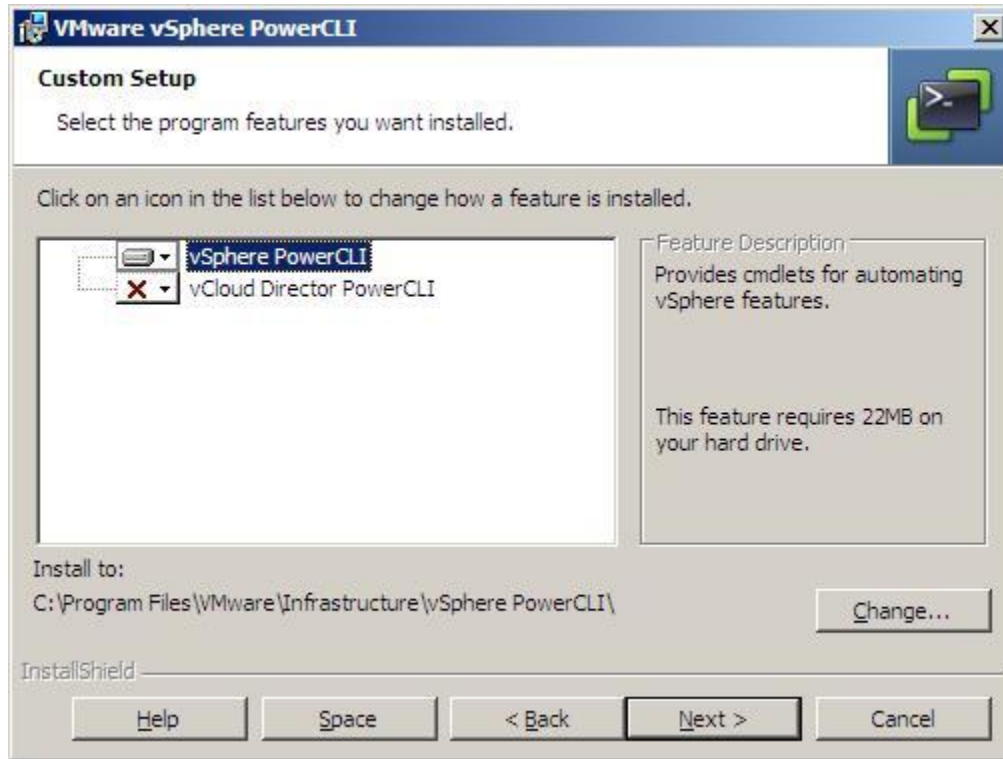 VMware vSphere PowerCLI
Custom Setup
Select the program features you want installed.
>_
Click on an icon in the list below to change how a feature is installed.
vSphere PowerCLI
vCloud Director PowerCLI
Feature Description
Provides cmdlets for automating
vSphere features.
This feature requires 22MB on
your hard drive.
Install to:
C:\Program Files\VMware\Infrastructure\vSphere PowerCLI\
Change...
InstallShield
Help
Space
< Back
Next >
Cancel